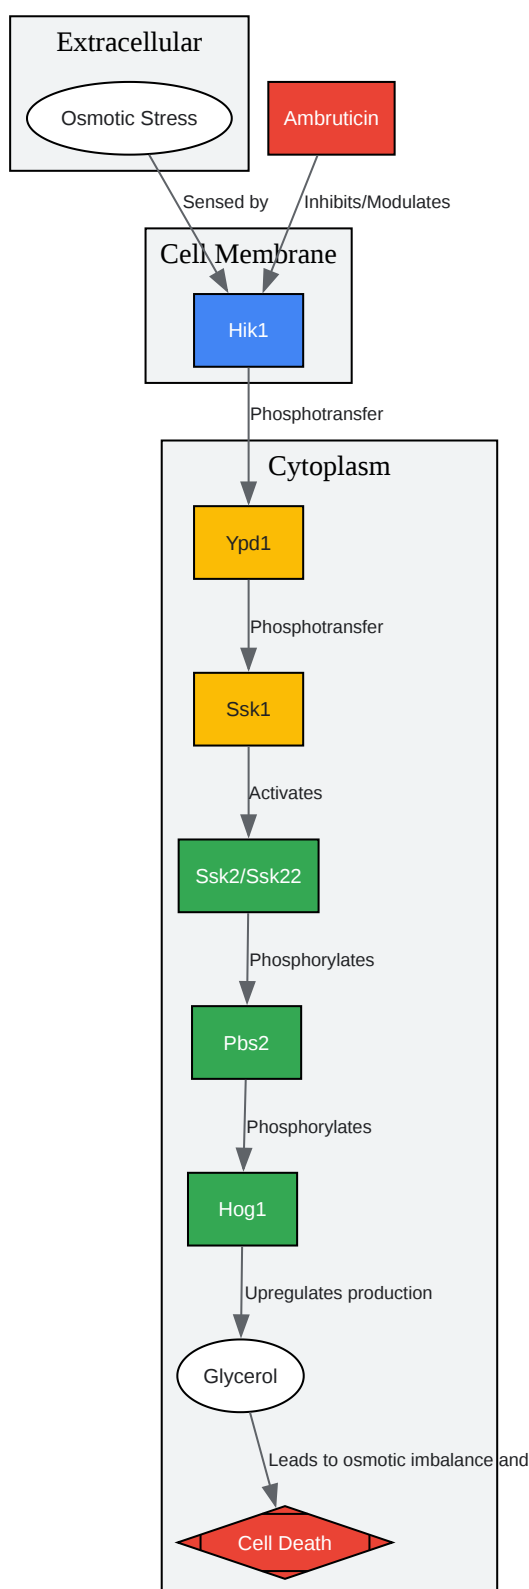 Extracellular
Osmotic Stress
Ambruticin
Sensed by
Inhibits/Modulates
Cell Membrane
Hik1
Phosphotransfer
Cytoplasm
Ypd1
Phosphotransfer
Ssk1
Activates
Ssk2/Ssk22
Phosphorylates
Pbs2
Phosphorylates
Hog1
Upregulates production
Glycerol
Leads to osmotic imbalance and
Cell Death